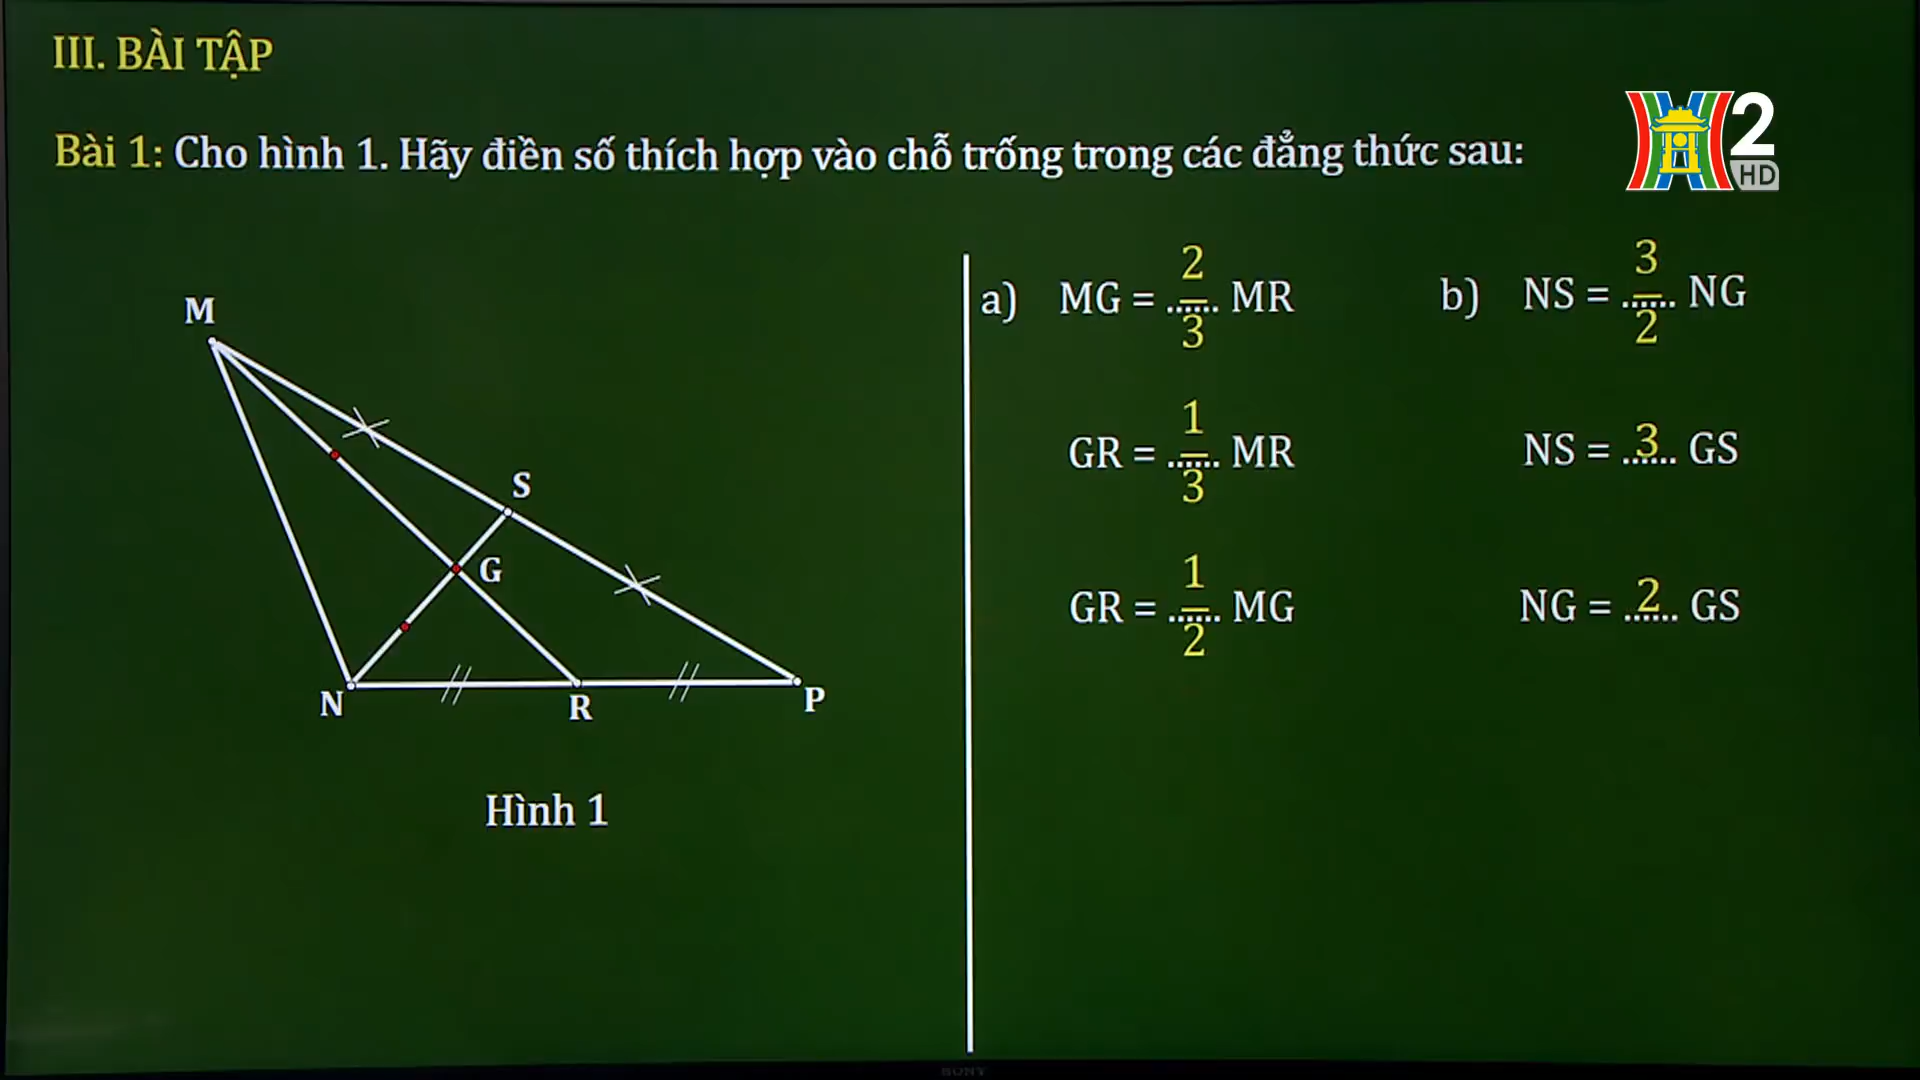 III. BÀI TẬP
2
HD
Bài 1: Cho hình 1. Hãy điền số thích hợp vào chỗ trống trong các đẳng thức sau:
M
S
G
N
R
P
Hình 1
a) MG = 2/3 MR
GR = 1/3 MR
GR = 1/2 MG
b) NS = 3/2 NG
NS = ..3.. GS
NG = ..2.. GS
SONY